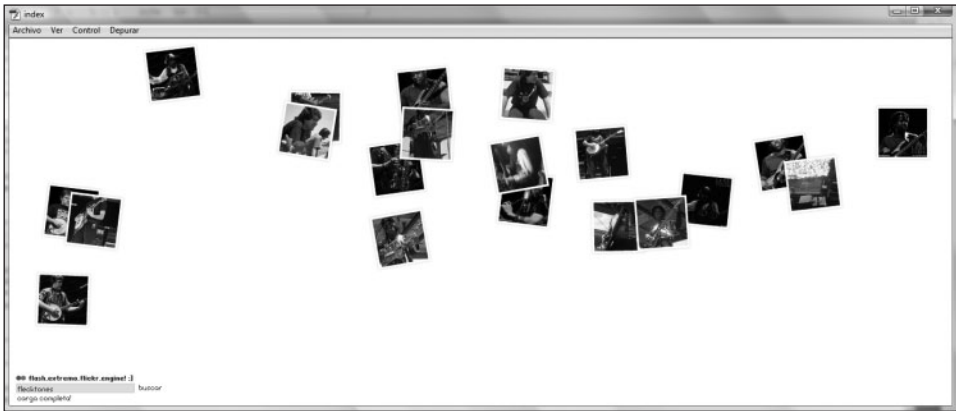 index
Archivo Ver Control Depurar
flash.extremo.flickr.engine! :)
flecktones buscar
carga completa!